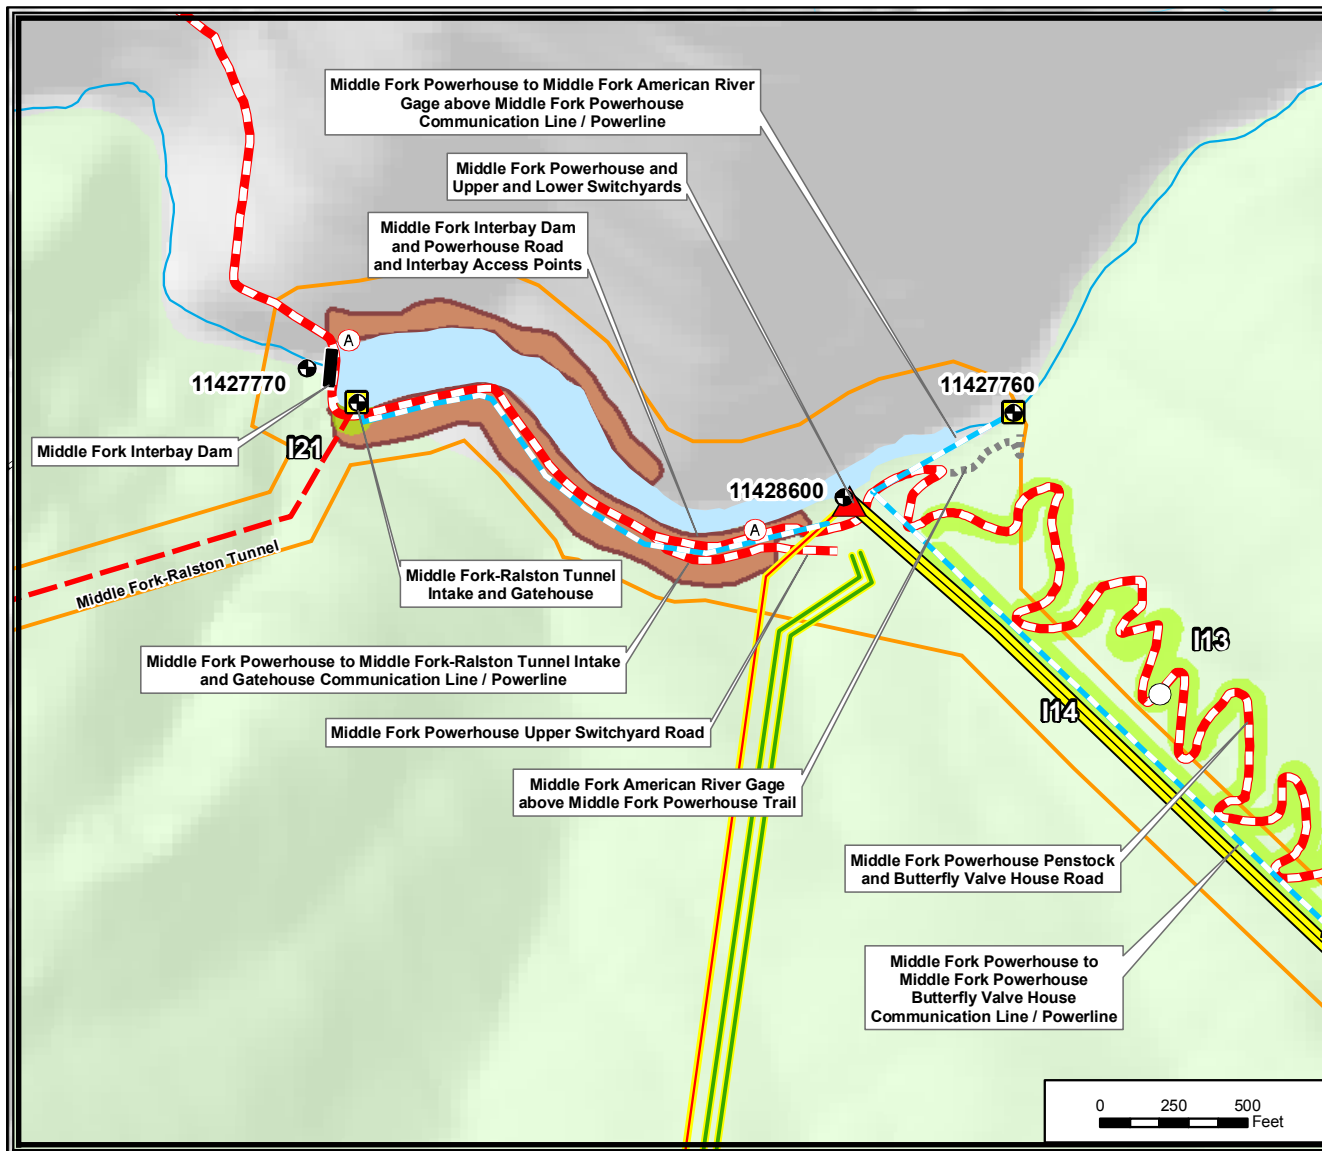 Middle Fork Powerhouse to Middle Fork American River
Gage above Middle Fork Powerhouse
Communication Line / Powerline
Middle Fork Powerhouse and
Upper and Lower Switchyards
Middle Fork Interbay Dam
and Powerhouse Road
and Interbay Access Points
A
11427770
11427760
Middle Fork Interbay Dam
I21
11428600
A
Middle Fork-Ralston Tunnel
Middle Fork-Ralston Tunnel
Intake and Gatehouse
I13
Middle Fork Powerhouse to Middle Fork-Ralston Tunnel Intake
and Gatehouse Communication Line / Powerline
I14
Middle Fork Powerhouse Upper Switchyard Road
Middle Fork American River Gage
above Middle Fork Powerhouse Trail
Middle Fork Powerhouse Penstock
and Butterfly Valve House Road
Middle Fork Powerhouse to
Middle Fork Powerhouse
Butterfly Valve House
Communication Line / Powerline
0 250 500
Feet